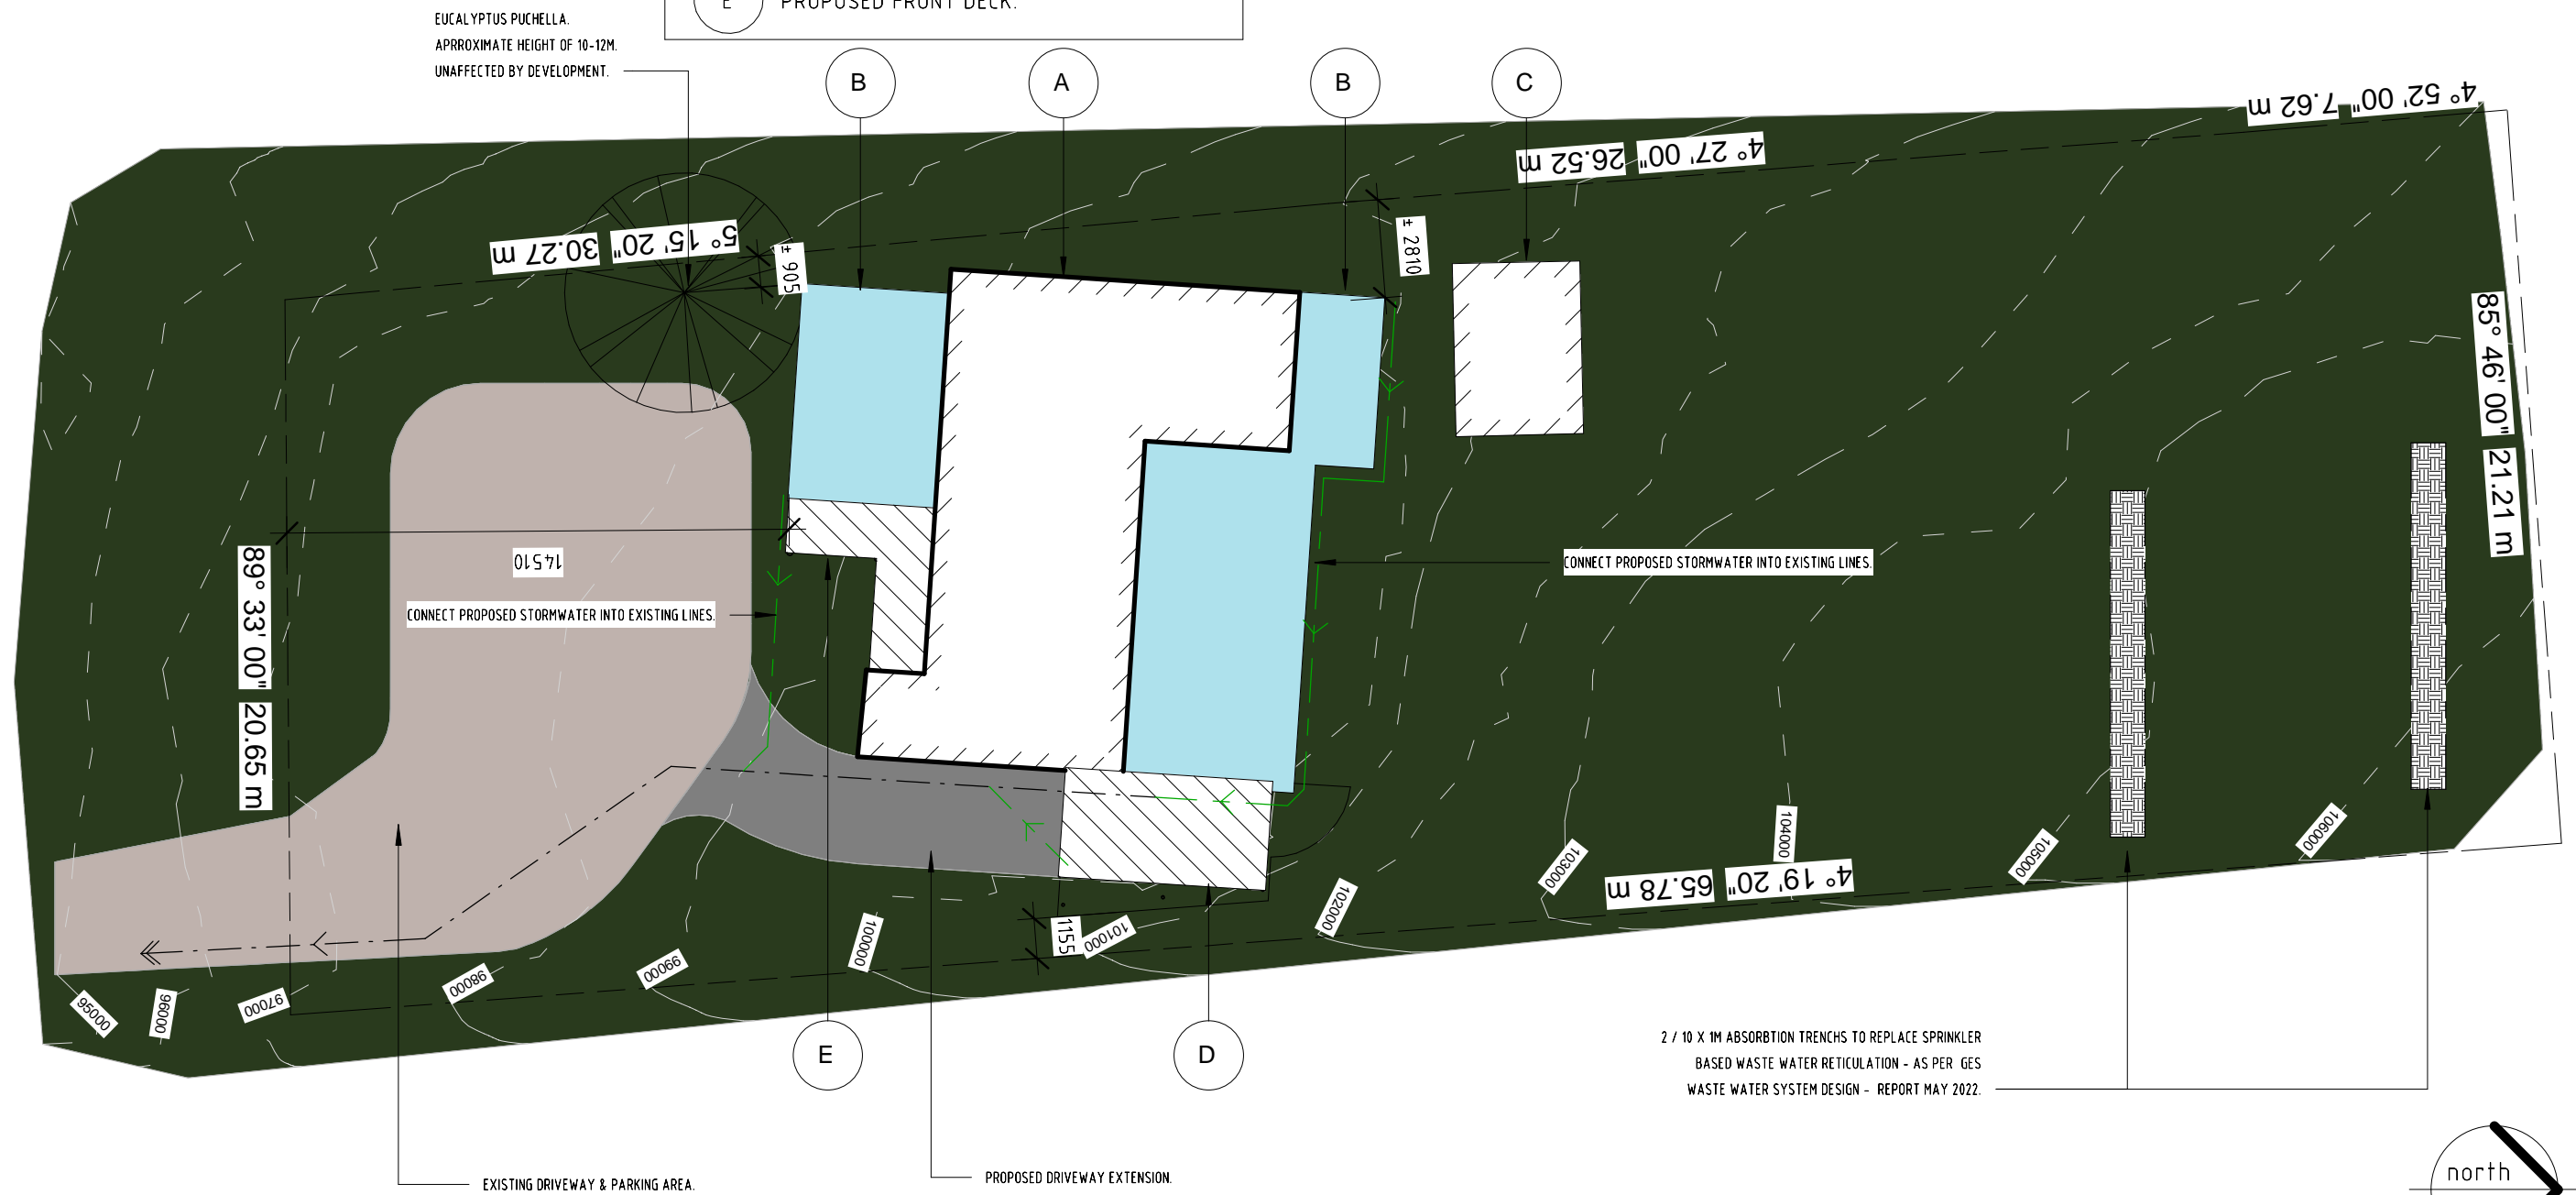 EUCALYPTUS PUCHELLA.
APRROXIMATE HEIGHT OF 10-12M.
UNAFFECTED BY DEVELOPMENT.
E
PROPOSED FRONT DECK.
B
A
B
C
4° 52' 00" 7.62 m
4° 27' 00" 26.52 m
5° 15' 20" 30.27 m
± 905
± 2810
85° 46' 00" 21.21 m
14510
89° 33' 00" 20.65 m
CONNECT PROPOSED STORMWATER INTO EXISTING LINES.
CONNECT PROPOSED STORMWATER INTO EXISTING LINES.
4° 19' 20" 65.78 m
1155
95000
96000
97000
98000
99000
100000
101000
102000
103000
104000
105000
106000
E
D
2 / 10 X 1M ABSORBTION TRENCHS TO REPLACE SPRINKLER
BASED WASTE WATER RETICULATION - AS PER GES
WASTE WATER SYSTEM DESIGN - REPORT MAY 2022.
EXISTING DRIVEWAY & PARKING AREA.
PROPOSED DRIVEWAY EXTENSION.
north